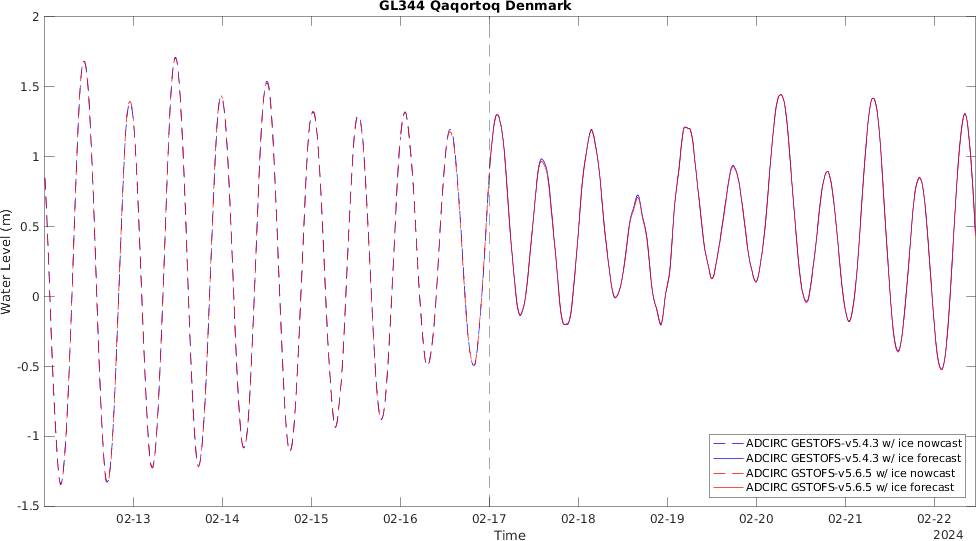 GL344 Qaqortoq Denmark
2
1.5
1
0.5
0
-0.5
-1
-1.5
Water Level (m)
ADCIRC GESTOFS-v5.4.3 w/ ice nowcast
ADCIRC GESTOFS-v5.4.3 w/ ice forecast
ADCIRC GSTOFS-v5.6.5 w/ ice nowcast
ADCIRC GSTOFS-v5.6.5 w/ ice forecast
02-13 02-14 02-15 02-16 02-17 02-18 02-19 02-20 02-21 02-22
Time
2024